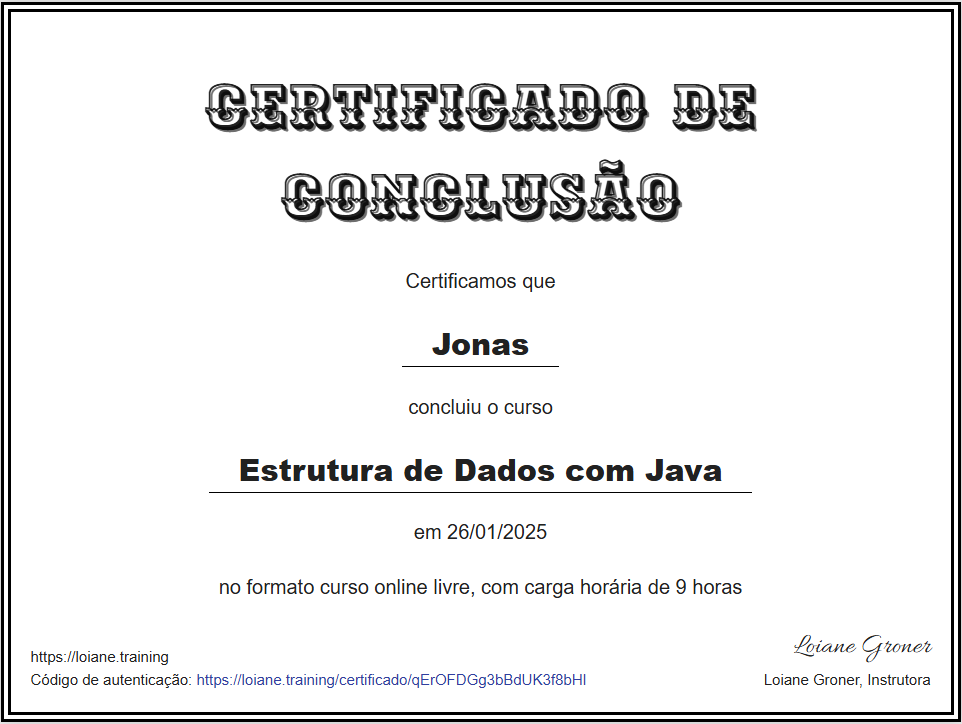 CERTIFICADO DE
CONCLUSÃO
Certificamos que
Jonas
concluiu o curso
Estrutura de Dados com Java
em 26/01/2025
no formato curso online livre, com carga horária de 9 horas
Loiane Groner
https://loiane.training
Código de autenticação: https://loiane.training/certificado/qErOFDGg3bBdUK3f8bHI
Loiane Groner, Instrutora